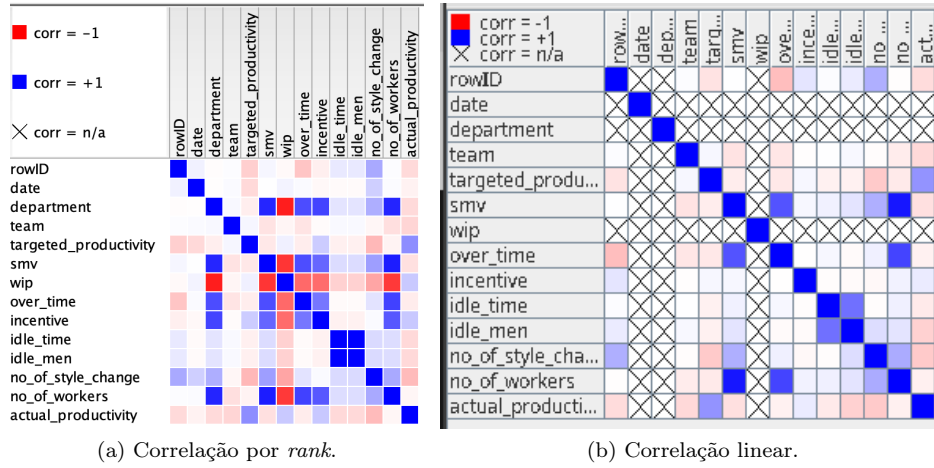 corr = -1
corr = +1
corr = n/a
rowID
date
department
team
targeted_productivity
smv
wip
over_time
incentive
idle_time
idle_men
no_of_style_change
no_of_workers
actual_productivity
rowID
date
department
team
targeted_productivity
smv
wip
over_time
incentive
idle_time
idle_men
no_of_style_change
no_of_workers
actual_productivity
(a) Correlação por rank.
corr = -1
corr = +1
corr = n/a
row...
date
dep...
team
targ...
smv
wip
ove...
ince...
idle...
idle...
no ...
no ...
act...
rowID
date
department
team
targeted_produ...
smv
wip
over_time
incentive
idle_time
idle_men
no_of_style_cha...
no_of_workers
actual_producti...
(b) Correlação linear.